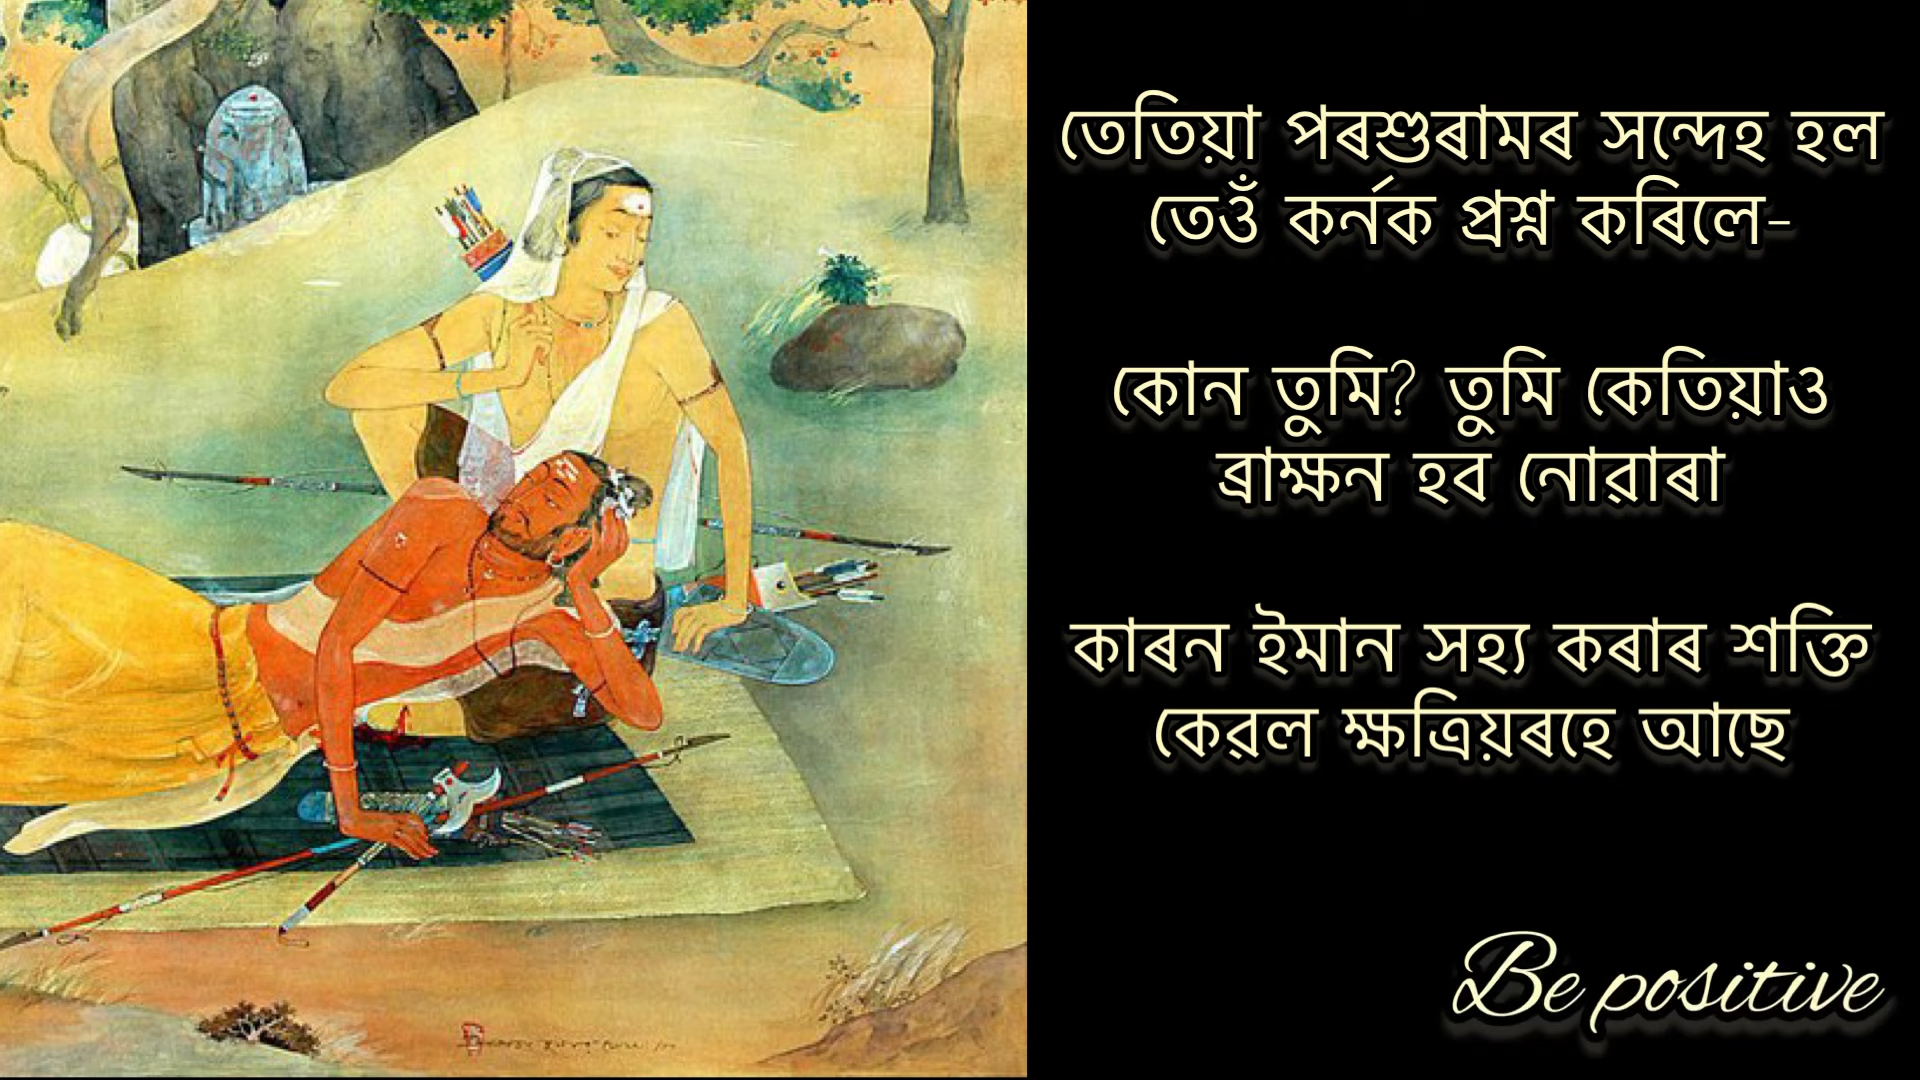 তেতিয়া পৰশুৰামৰ সন্দেহ হল
তেওঁ কৰ্নক প্ৰশ্ন কৰিলে-
কোন তুমি? তুমি কেতিয়াও
ব্ৰাক্ষন হব নোৱাৰা
কাৰন ইমান সহ্য কৰাৰ শক্তি
কেৱল ক্ষত্ৰিয়ৰহে আছে
Be positive